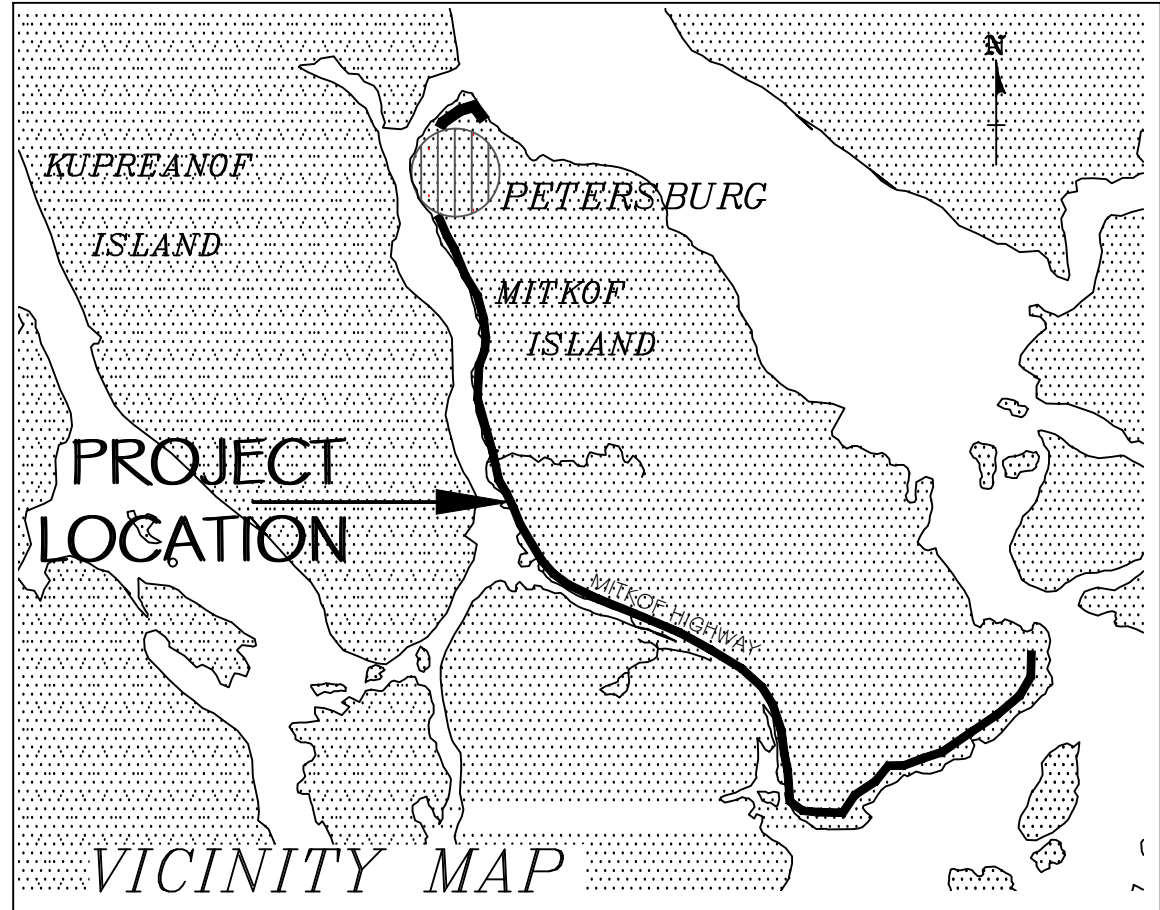 N
KUPREANOF
ISLAND
PETERSBURG
MITKOF
ISLAND
PROJECT
LOCATION
MITKOF HIGHWAY
VICINITY MAP